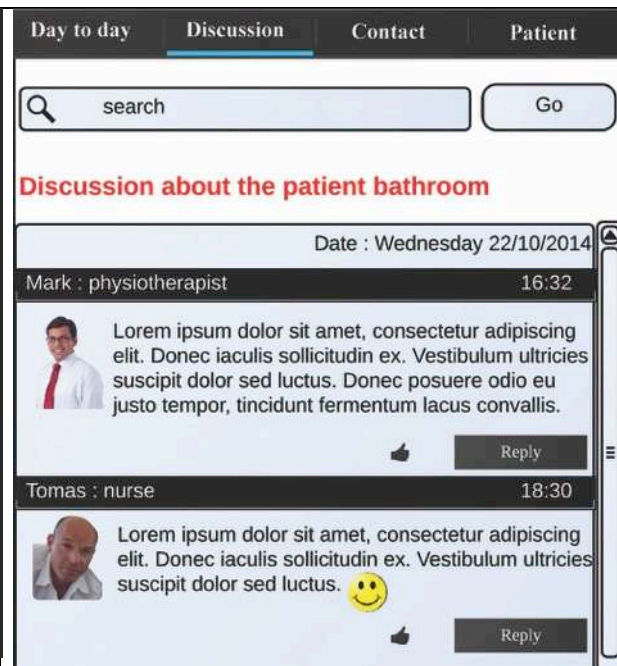 Day to day Discussion Contact Patient
search Go
Discussion about the patient bathroom
Date : Wednesday 22/10/2014
Mark : physiotherapist 16:32
Lorem ipsum dolor sit amet, consectetur adipiscing
elit. Donec iaculis sollicitudin ex. Vestibulum ultricies
suscipit dolor sed luctus. Donec posuere odio eu
justo tempor, tincidunt fermentum lacus convallis.
Reply
Tomas : nurse 18:30
Lorem ipsum dolor sit amet, consectetur adipiscing
elit. Donec iaculis sollicitudin ex. Vestibulum ultricies
suscipit dolor sed luctus.
Reply